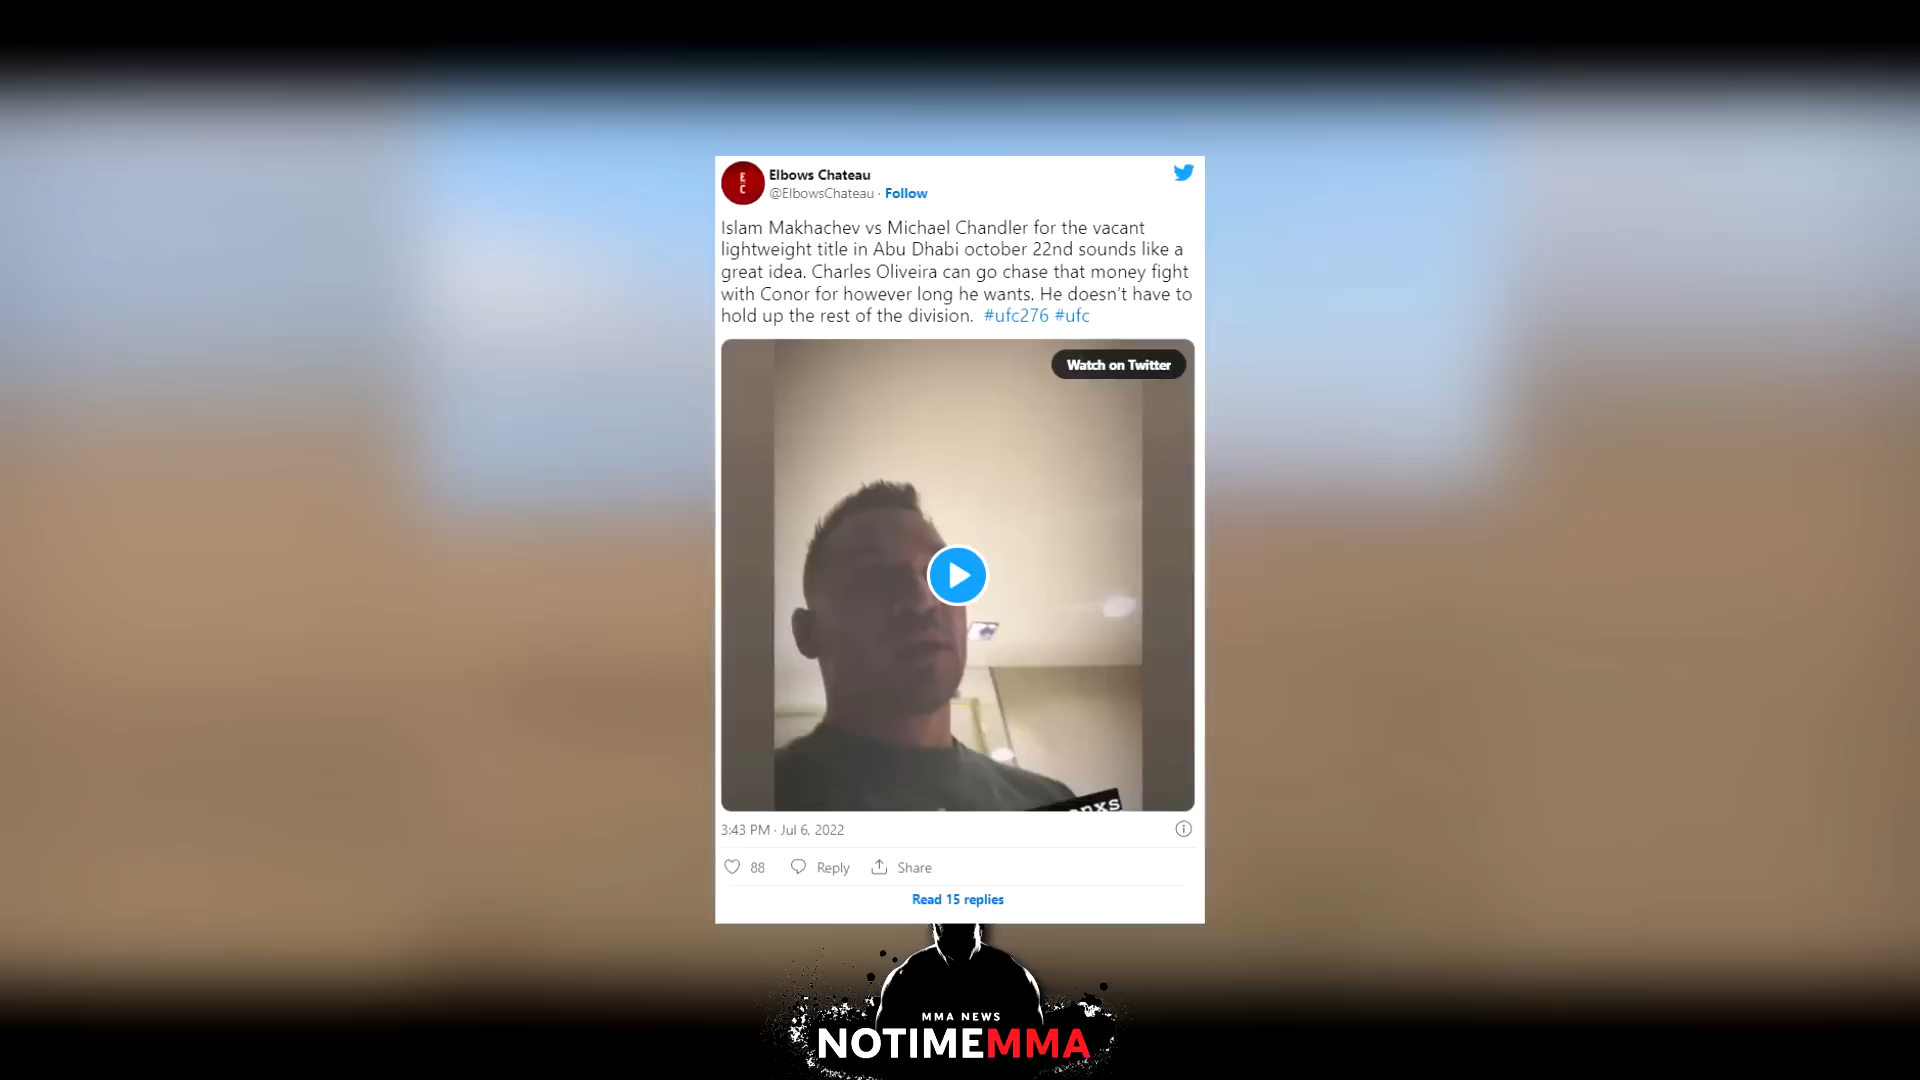 E
C
Elbows Chateau
@ElbowsChateau · Follow
Islam Makhachev vs Michael Chandler for the vacant
lightweight title in Abu Dhabi october 22nd sounds like a
great idea. Charles Oliveira can go chase that money fight
with Conor for however long he wants. He doesn't have to
hold up the rest of the division. #ufc276 #ufc
Watch on Twitter
3:43 PM · Jul 6, 2022
88 Reply Share
Read 15 replies
MMA NEWS
NOTIMEMMA